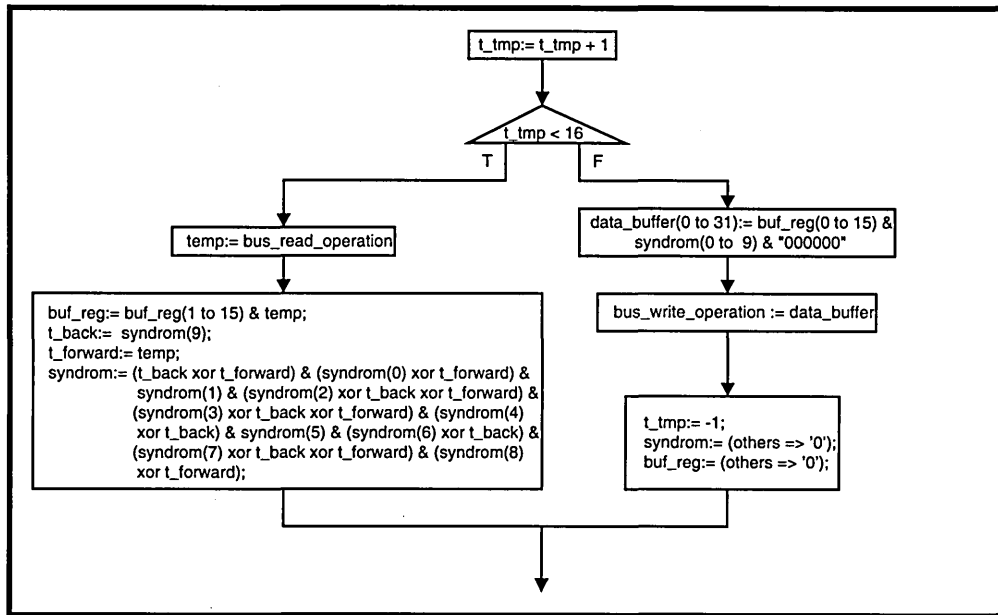 t_tmp:= t_tmp + 1
t_tmp < 16
T
F
temp:= bus_read_operation
data_buffer(0 to 31):= buf_reg(0 to 15) &
syndrom(0 to 9) & "000000"
buf_reg:= buf_reg(1 to 15) & temp;
t_back:= syndrom(9);
t_forward:= temp;
syndrom:= (t_back xor t_forward) & (syndrom(0) xor t_forward) &
syndrom(1) & (syndrom(2) xor t_back xor t_forward) &
(syndrom(3) xor t_back xor t_forward) & (syndrom(4)
xor t_back) & syndrom(5) & (syndrom(6) xor t_back) &
(syndrom(7) xor t_back xor t_forward) & (syndrom(8)
xor t_forward);
bus_write_operation := data_buffer
t_tmp:= -1;
syndrom:= (others => '0');
buf_reg:= (others => '0');